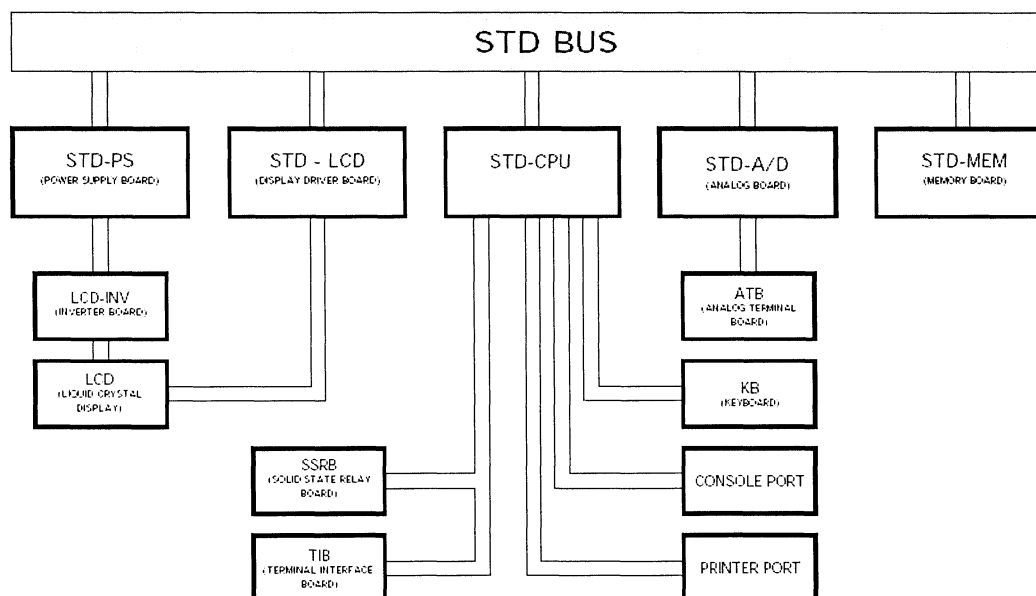 STD BUS
STD-PS
(POWER SUPPLY BOARD)
STD - LCD
(DISPLAY DRIVER BOARD)
STD-CPU
STD-A/D
(ANALOG BOARD)
STD-MEM
(MEMORY BOARD)
LCD-INV
(INVERTER BOARD)
ATB
(ANALOG TERMINAL
BOARD)
LCD
(LIQUID CRYSTAL
DISPLAY)
KB
(KEYBOARD)
SSRB
(SOLID STATE RELAY
BOARD)
CONSOLE PORT
TIB
(TERMINAL INTERFACE
BOARD)
PRINTER PORT